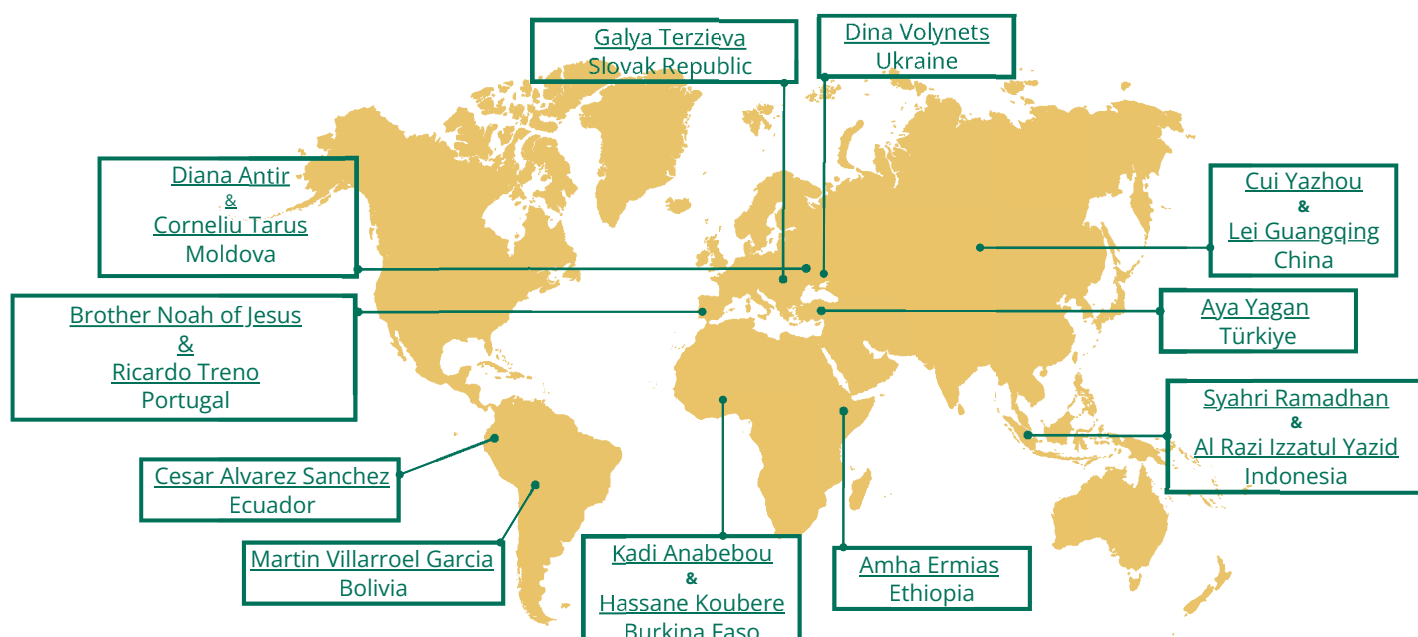 Galya Terzieva
Slovak Republic
Dina Volynets
Ukraine
Diana Antir
&
Corneliu Tarus
Moldova
Cui Yazhou
&
Lei Guangqing
China
Brother Noah of Jesus
&
Ricardo Treno
Portugal
Aya Yagan
Türkiye
Syahri Ramadhan
&
Al Razi Izzatul Yazid
Indonesia
Cesar Alvarez Sanchez
Ecuador
Martin Villarroel Garcia
Bolivia
Kadi Anabebou
&
Hassane Koubere
Burkina Faso
Amha Ermias
Ethiopia